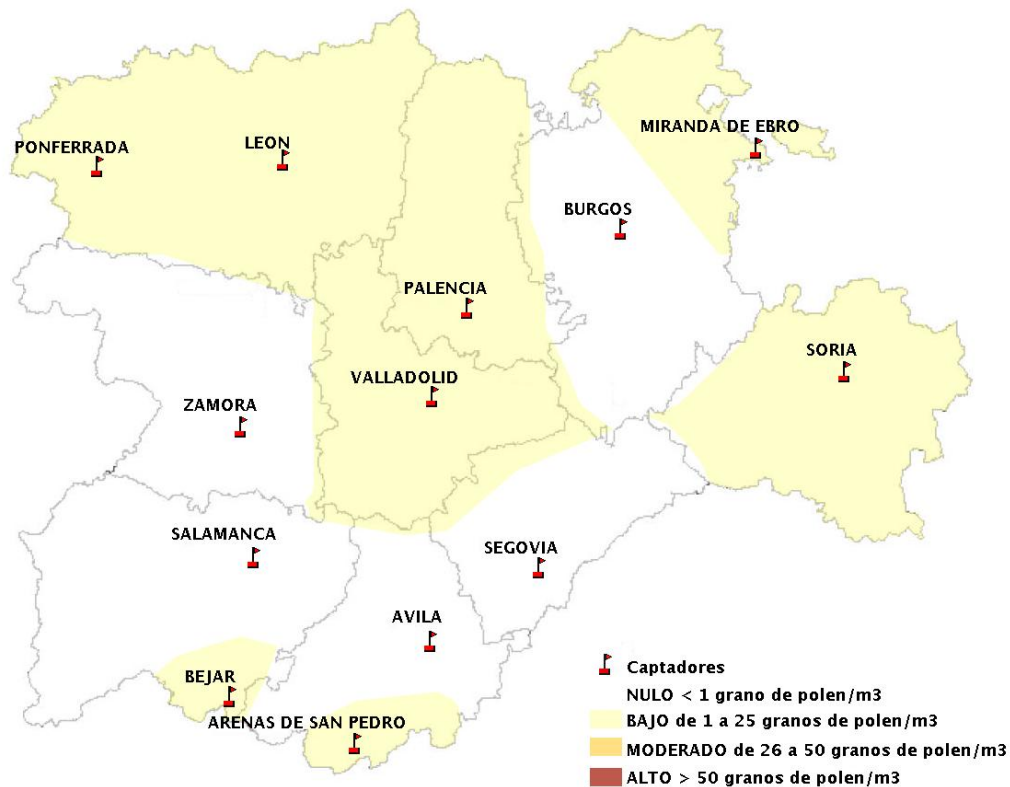 MIRANDA DE EBRO
PONFERRADA
LEON
BURGOS
PALENCIA
SORIA
VALLADOLID
ZAMORA
SALAMANCA
SEGOVIA
AVILA
BEJAR
ARENAS DE SAN PEDRO
Captadores
NULO < 1 grano de polen/m3
BAJO de 1 a 25 granos de polen/m3
MODERADO de 26 a 50 granos de polen/m3
ALTO > 50 granos de polen/m3